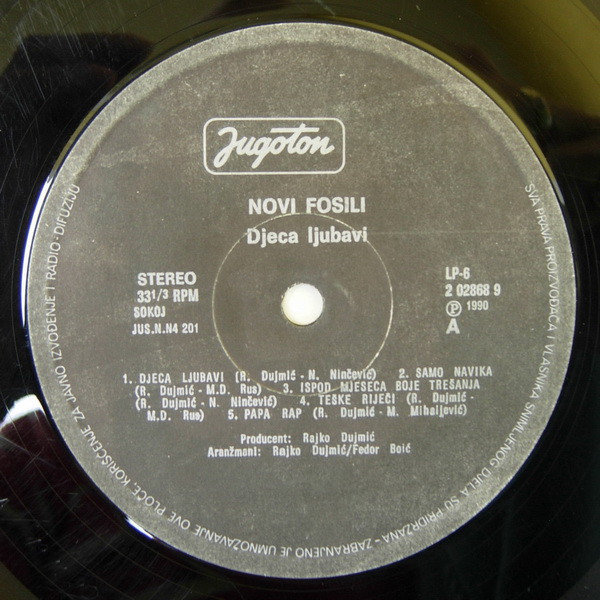 Jugoton
NOVI FOSILI
Djeca ljubavi
STEREO
33 1/3 RPM
SOKOJ
JUS.N.N4 201
LP-6
2 02868 9
Ⓟ 1990
A
1. DJECA LJUBAVI (R. Dujmić - N. Ninčević) 2. SAMO NAVIKA
(R. Dujmić - M.D. Rus) 3. ISPOD MJESECA BOJE TREŠANJA
(R. Dujmić - N. Ninčević) 4. TEŠKE RIJEČI (R. Dujmić -
M.D. Rus) 5. PAPA RAP (R. Dujmić - M. Mihaljević)
Producent: Rajko Dujmić
Aranžmani: Rajko Dujmić/Fedor Boić
SVA PRAVA PROIZVOĐAČA I VLASNIKA SNIMLJENOG DJELA SU PRIDRŽANA - ZABRANJENO JE UMNOŽAVANJE OVE PLOČE, KORIŠĆENJE ZA JAVNO IZVOĐENJE I RADIO - DIFUZIJU